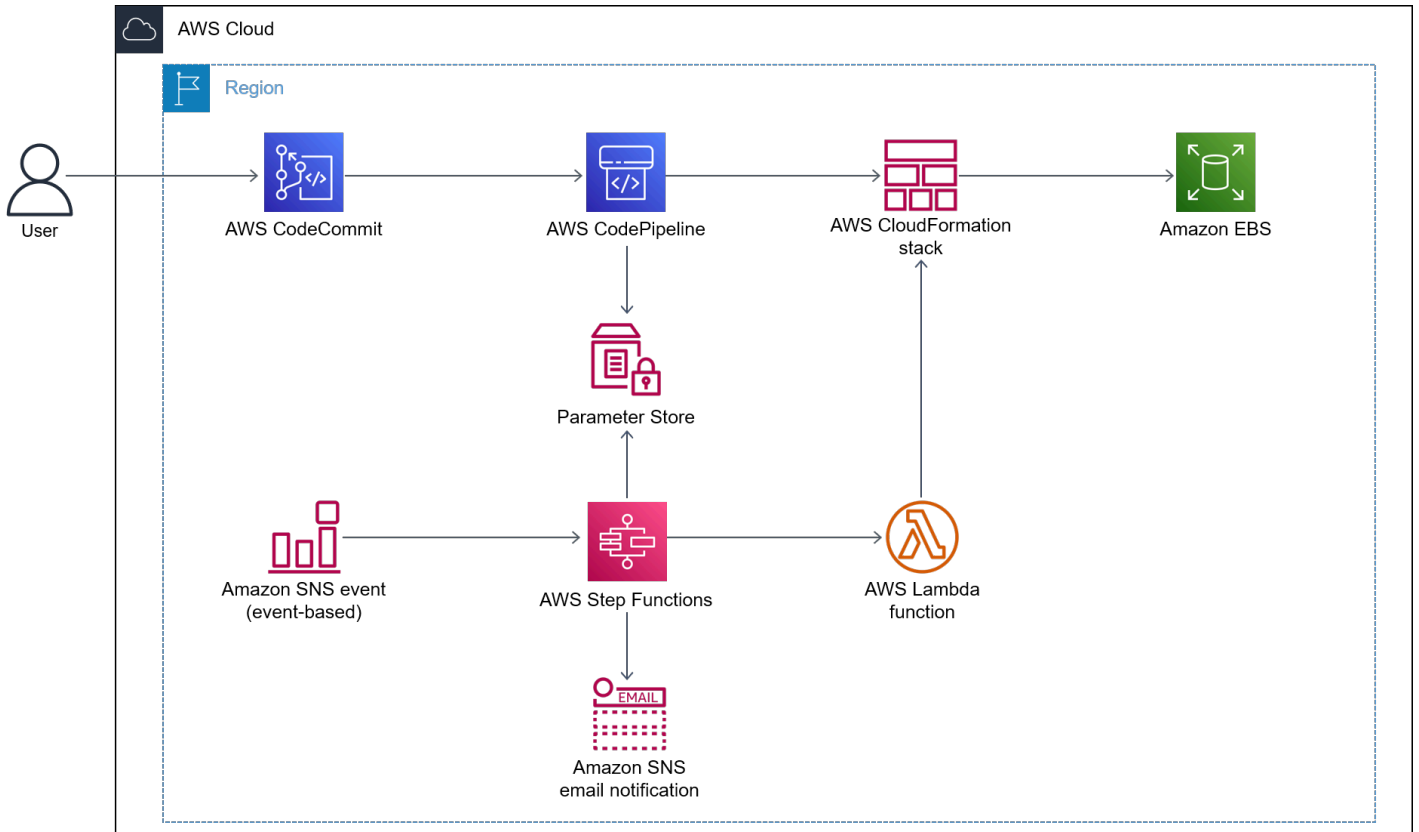 AWS Cloud
Region
User
AWS CodeCommit
AWS CodePipeline
AWS CloudFormation
stack
Amazon EBS
Parameter Store
Amazon SNS event
(event-based)
AWS Step Functions
AWS Lambda
function
EMAIL
Amazon SNS
email notification